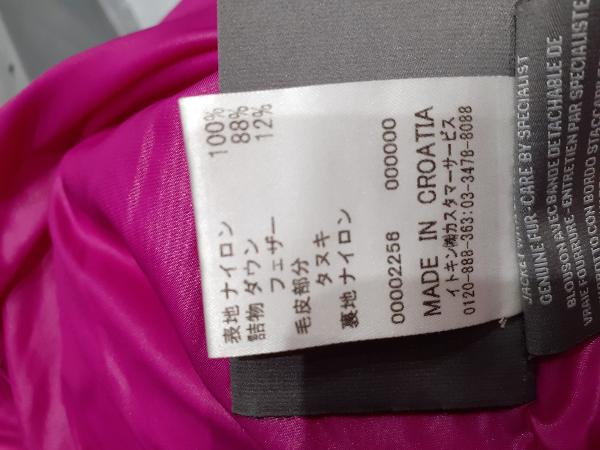 表地 ナイロン 100%
詰物 ダウン 88%
フェザー 12%
毛皮部分
タヌキ
裏地 ナイロン
00002256 000000
MADE IN CROATIA
イトキン㈱カスタマーサービス
0120-888-363:03-3478-8088
JACKET
GENUINE FUR-CARE BY SPECIALIST
BLOUSON AVEC BANDE DETACHABLE DE
VRAIE FOURRURE-ENTRETIEN PAR SPECIALISTE
CON BORDO